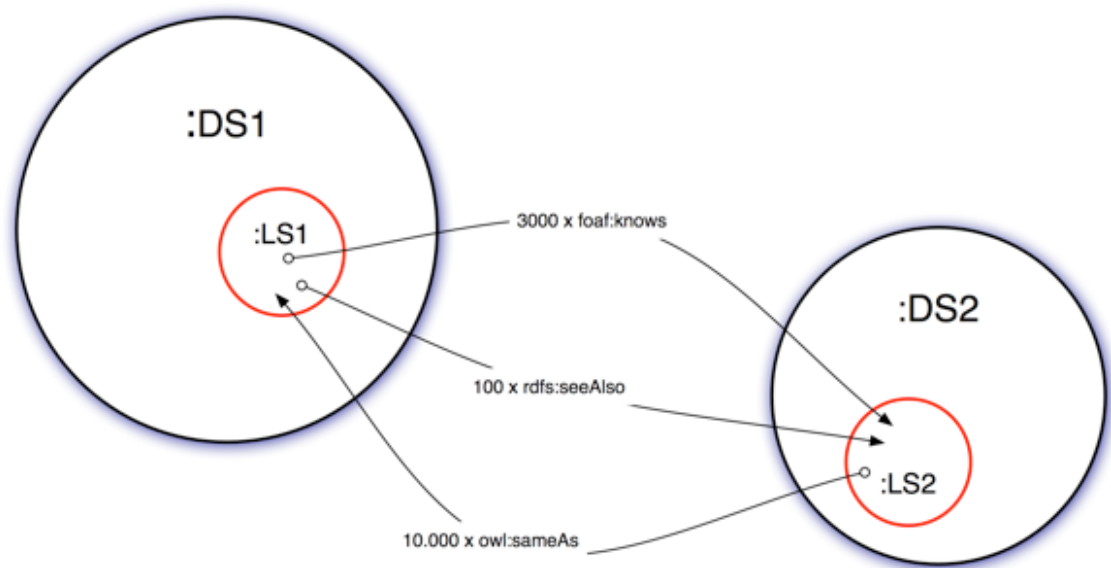 :DS1
:LS1
3000 x foaf:knows
:DS2
100 x rdfs:seeAlso
:LS2
10.000 x owl:sameAs